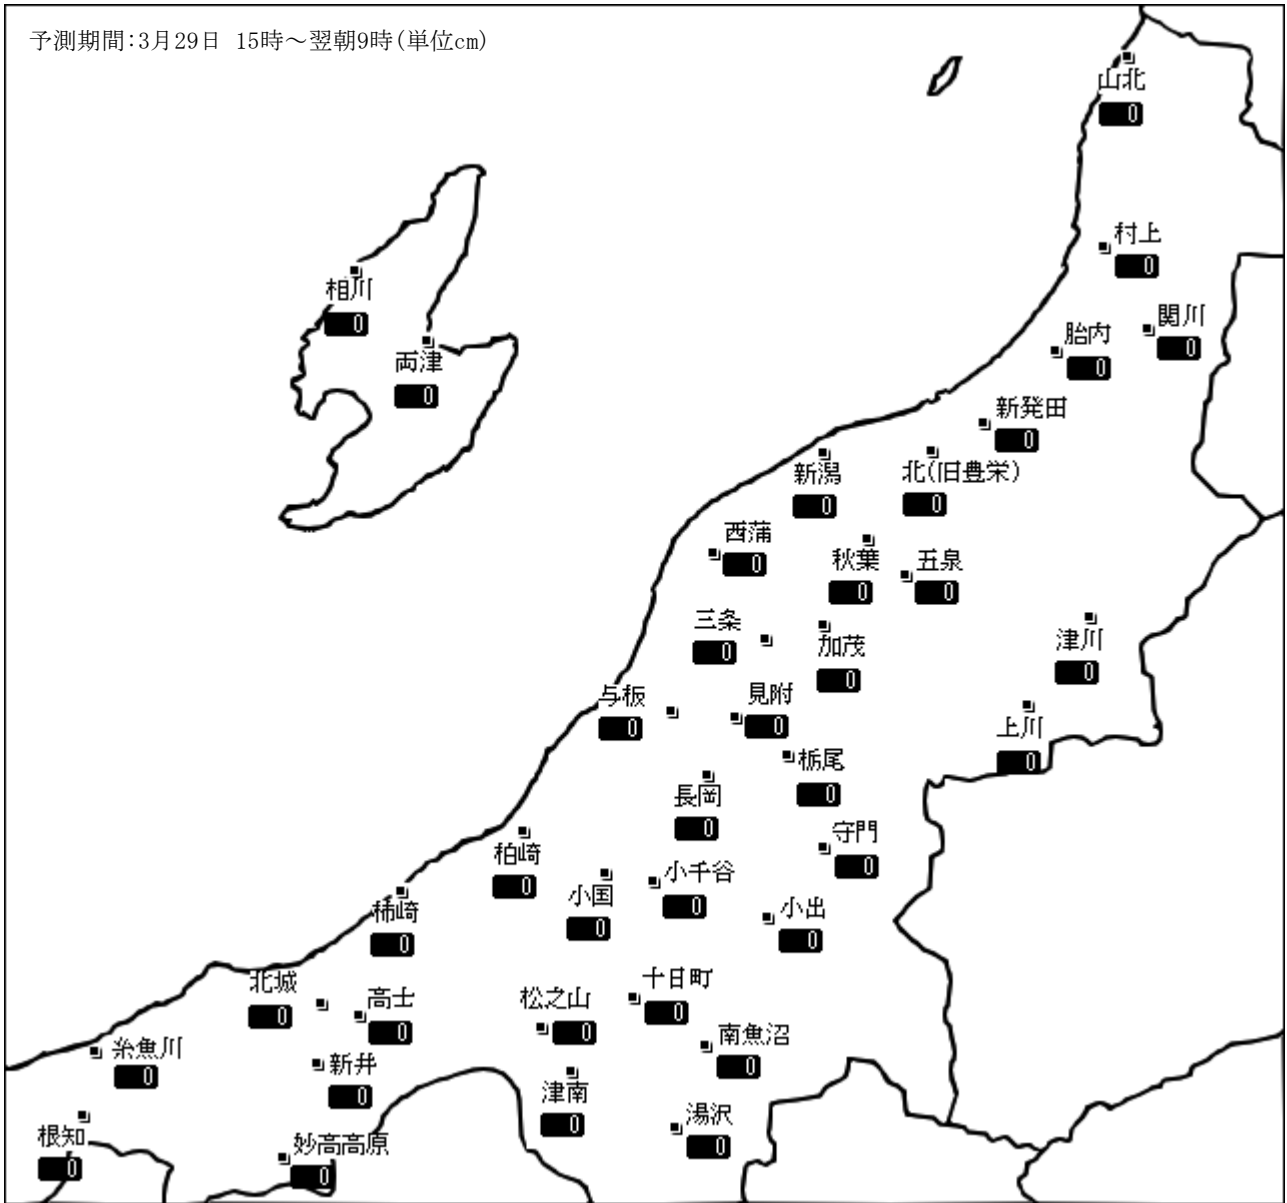 予測期間:3月29日 15時～翌朝9時(単位cm)
山北
0
村上
0
相川
0
関川
0
胎内
0
両津
0
新発田
0
新潟
0
北(旧豊栄)
0
西蒲
0
秋葉
0
五泉
0
三条
0
加茂
0
津川
0
与板
0
見附
0
上川
0
栃尾
0
長岡
0
守門
0
柏崎
0
小国
0
小千谷
0
小出
0
柿崎
0
北城
0
高士
0
松之山
0
十日町
0
南魚沼
0
糸魚川
0
新井
0
津南
0
湯沢
0
根知
0
妙高高原
0